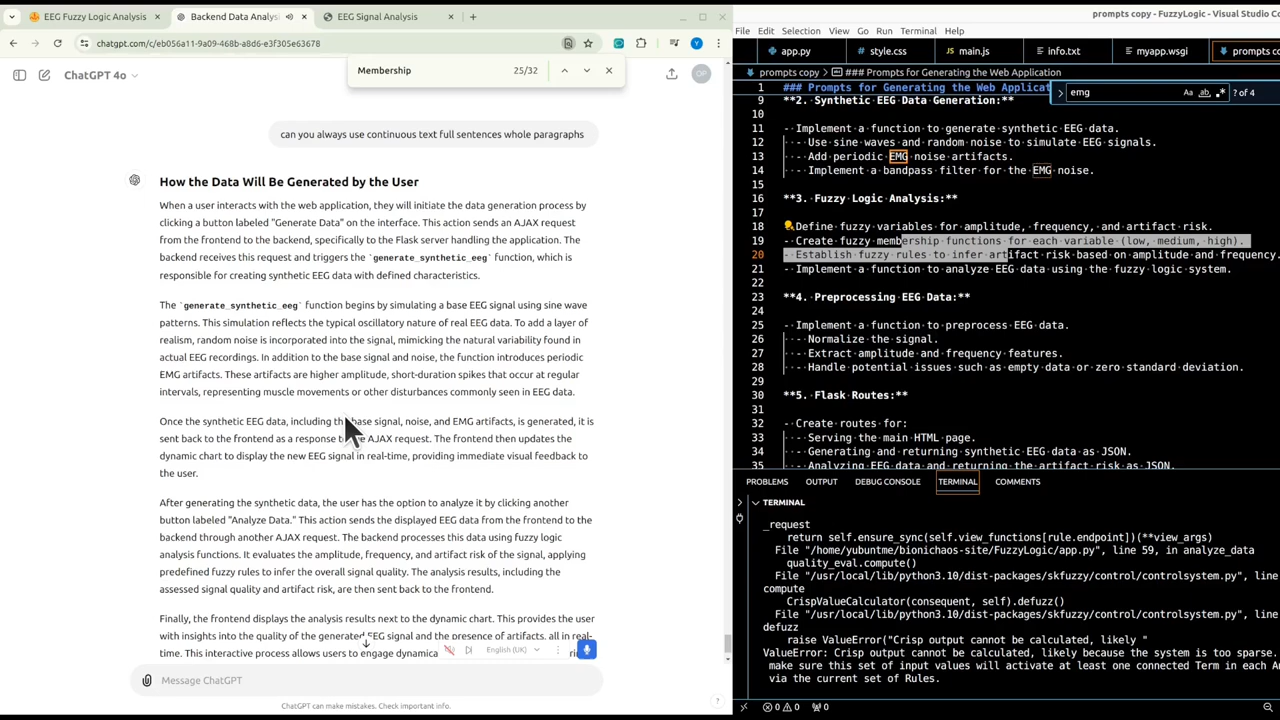 EEG Fuzzy Logic Analysis
Backend Data Analys
EEG Signal Analysis
chatgpt.com/c/eb056a11-9a09-468b-a8d6-e3f305e63678
Y
Membership
25/32
ChatGPT 4o
OP
can you always use continuous text full sentences whole paragraphs
How the Data Will Be Generated by the User
When a user interacts with the web application, they will initiate the data generation process by
clicking a button labeled "Generate Data" on the interface. This action sends an AJAX request
from the frontend to the backend, specifically to the Flask server handling the application. The
backend receives this request and triggers the `generate_synthetic_eeg` function, which is
responsible for creating synthetic EEG data with defined characteristics.
The `generate_synthetic_eeg` function begins by simulating a base EEG signal using sine wave
patterns. This simulation reflects the typical oscillatory nature of real EEG data. To add a layer of
realism, random noise is incorporated into the signal, mimicking the natural variability found in
actual EEG recordings. In addition to the base signal and noise, the function introduces periodic
EMG artifacts. These artifacts are higher amplitude, short-duration spikes that occur at regular
intervals, representing muscle movements or other disturbances commonly seen in EEG data.
Once the synthetic EEG data, including the base signal, noise, and EMG artifacts, is generated, it is
sent back to the frontend as a response to AJAX request. The frontend then updates the
dynamic chart to display the new EEG signal in real-time, providing immediate visual feedback to
the user.
After generating the synthetic data, the user has the option to analyze it by clicking another
button labeled "Analyze Data." This action sends the displayed EEG data from the frontend to the
backend through another AJAX request. The backend processes this data using fuzzy logic
analysis functions. It evaluates the amplitude, frequency, and artifact risk of the signal, applying
predefined fuzzy rules to infer the overall signal quality. The analysis results, including the
assessed signal quality and artifact risk, are then sent back to the frontend.
Finally, the frontend displays the analysis results next to the dynamic chart. This provides the user
with insights into the quality of the generated EEG signal and the presence of artifacts, all in real-
time. This interactive process allows users to engage dynamica
English (UK)
Message ChatGPT
ChatGPT can make mistakes. Check important info.
?
prompts copy - FuzzyLogic - Visual Studio Co
File Edit Selection View Go Run Terminal Help
app.py
style.css
main.js
info.txt
myapp.wsgi
prompts co
prompts copy > ### Prompts for Generating the Web Application
emg
? of 4
1 ### Prompts for Generating the Web Applicat
9 **2. Synthetic EEG Data Generation:**
10
11 - Implement a function to generate synthetic EEG data.
12 - Use sine waves and random noise to simulate EEG signals.
13 - Add periodic EMG noise artifacts.
14 - Implement a bandpass filter for the EMG noise.
15
16 **3. Fuzzy Logic Analysis:**
17
18 Define fuzzy variables for amplitude, frequency, and artifact risk.
19 - Create fuzzy membership functions for each variable (low, medium, high).
20 - Establish fuzzy rules to infer artifact risk based on amplitude and frequency.
21 - Implement a function to analyze EEG data using the fuzzy logic system.
22
23 **4. Preprocessing EEG Data:**
24
25 - Implement a function to preprocess EEG data.
26 - Normalize the signal.
27 - Extract amplitude and frequency features.
28 - Handle potential issues such as empty data or zero standard deviation.
29
30 **5. Flask Routes:**
31
32 - Create routes for:
33 - Serving the main HTML page.
34 - Generating and returning synthetic EEG data as JSON.
35 - Analyzing EEG data and returning the artifact risk as JSON.
PROBLEMS OUTPUT DEBUG CONSOLE TERMINAL COMMENTS
TERMINAL
_request
return self.ensure_sync(self.view_functions[rule.endpoint])(**view_args)
File "/home/yubuntme/bionichaos-site/FuzzyLogic/app.py", line 59, in analyze_data
quality_eval.compute()
File "/usr/local/lib/python3.10/dist-packages/skfuzzy/control/controlsystem.py", line
compute
CrispValueCalculator(consequent, self).defuzz()
File "/usr/local/lib/python3.10/dist-packages/skfuzzy/control/controlsystem.py", line
defuzz
raise ValueError("Crisp output cannot be calculated, likely "
ValueError: Crisp output cannot be calculated, likely because the system is too sparse.
make sure this set of input values will activate at least one connected Term in each A
via the current set of Rules.
0 0 0